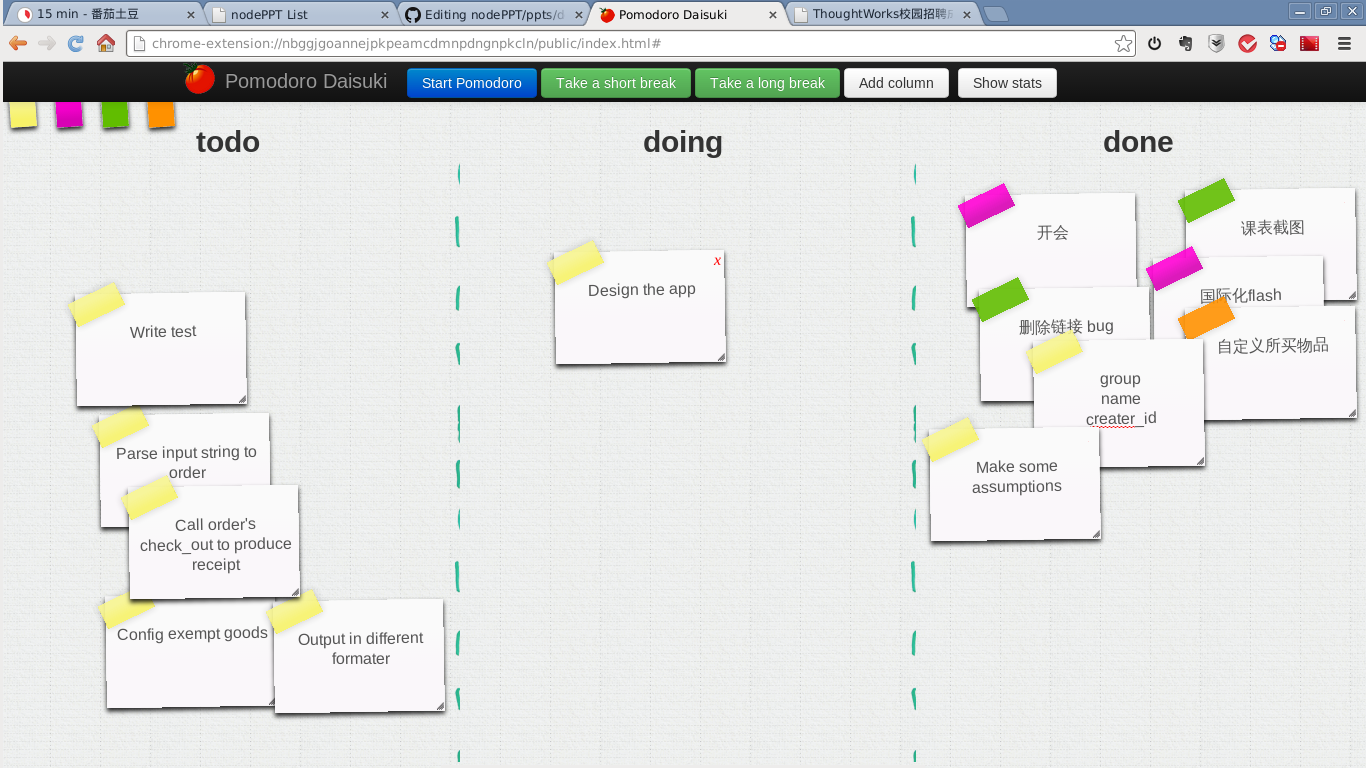 15 min - 番茄土豆
nodePPT List
Editing nodePPT/ppts/d
Pomodoro Daisuki
ThoughtWorks校园招聘
chrome-extension://nbggjgoannejpkpeamcdmnpdngnpkcln/public/index.html#
Pomodoro Daisuki
Start Pomodoro
Take a short break
Take a long break
Add column
Show stats
todo
Write test
Parse input string to
order
Call order's
check_out to produce
receipt
Config exempt goods
Output in different
formater
doing
x
Design the app
done
开会
课表截图
国际化flash
删除链接 bug
自定义所买物品
group
name
creater_id
Make some
assumptions